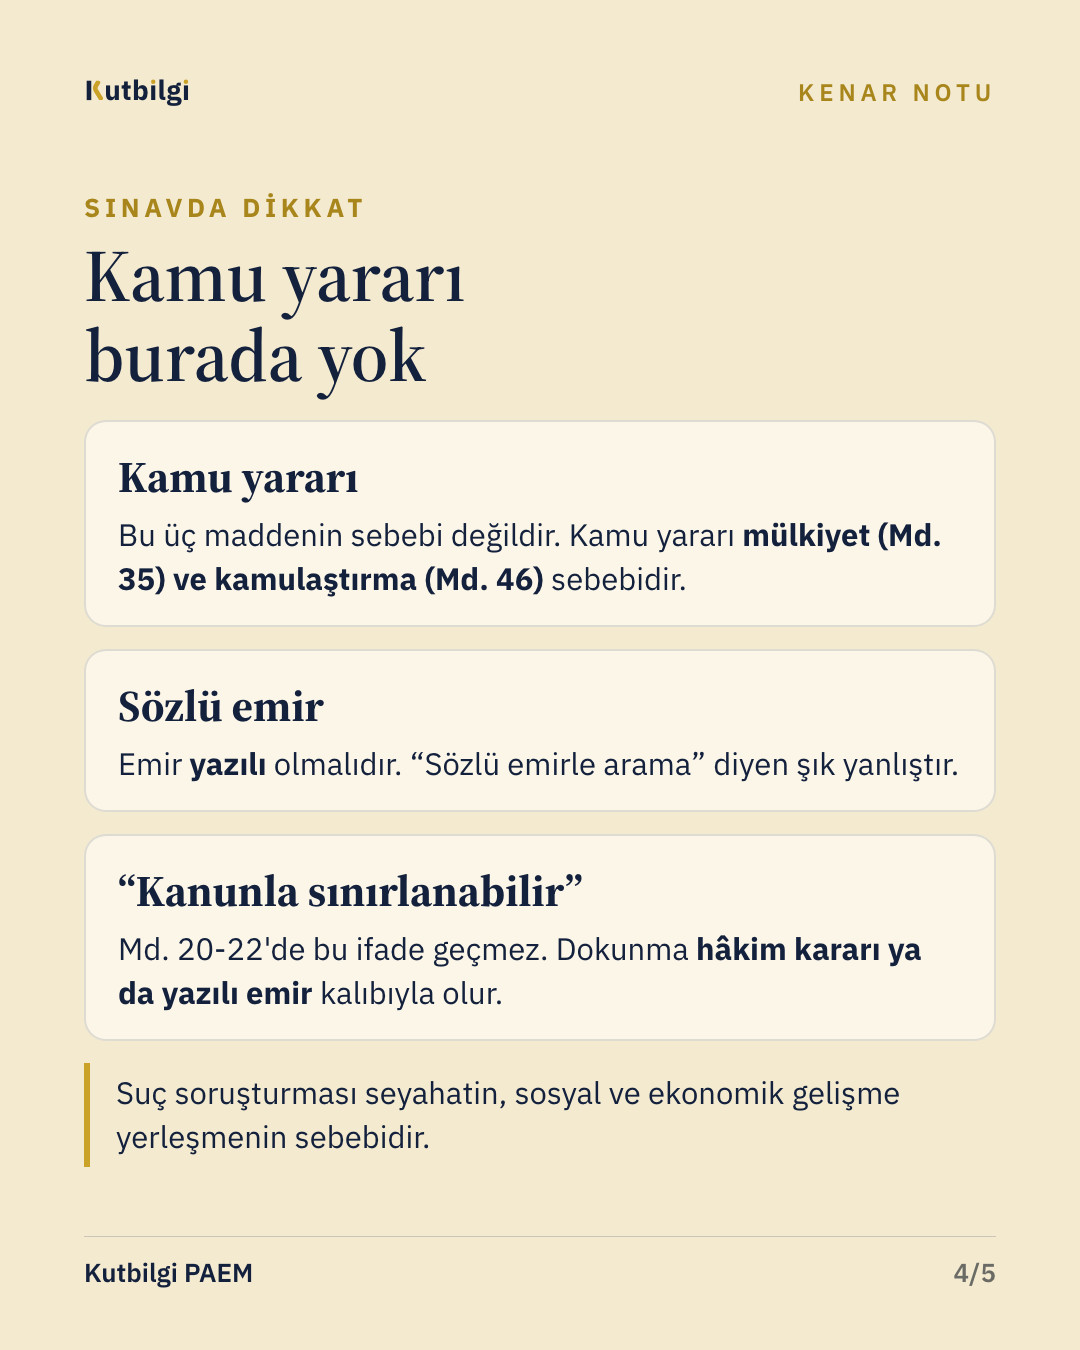 Kutbilgi
KENAR NOTU
SINAVDA DİKKAT
Kamu yararı
burada yok
Kamu yararı
Bu üç maddenin sebebi değildir. Kamu yararı mülkiyet (Md.
35) ve kamulaştırma (Md. 46) sebebidir.
Sözlü emir
Emir yazılı olmalıdır. “Sözlü emirle arama” diyen şık yanlıştır.
“Kanunla sınırlanabilir”
Md. 20-22'de bu ifade geçmez. Dokunma hâkim kararı ya
da yazılı emir kalıbıyla olur.
Suç soruşturması seyahatin, sosyal ve ekonomik gelişme
yerleşmenin sebebidir.
Kutbilgi PAEM
4/5